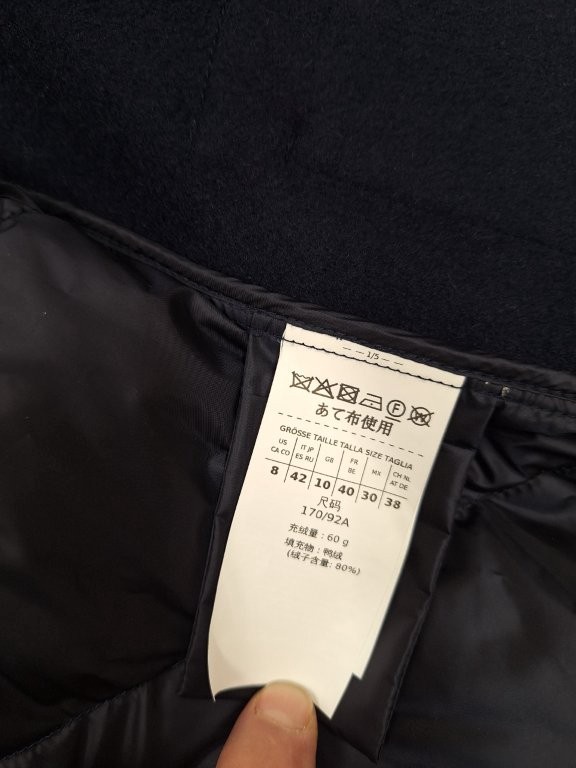 — — 1/5 — —
F W
あて布使用
GRÖSSE TAILLE TALLA SIZE TAGLIA
US CA CO | IT JP ES RU | GB | FR BE | MX | CH NL AT DE
8 | 42 | 10 | 40 | 30 | 38
尺码
170/92A
充绒量：60 g
填充物：鸭绒
(绒子含量: 80%)